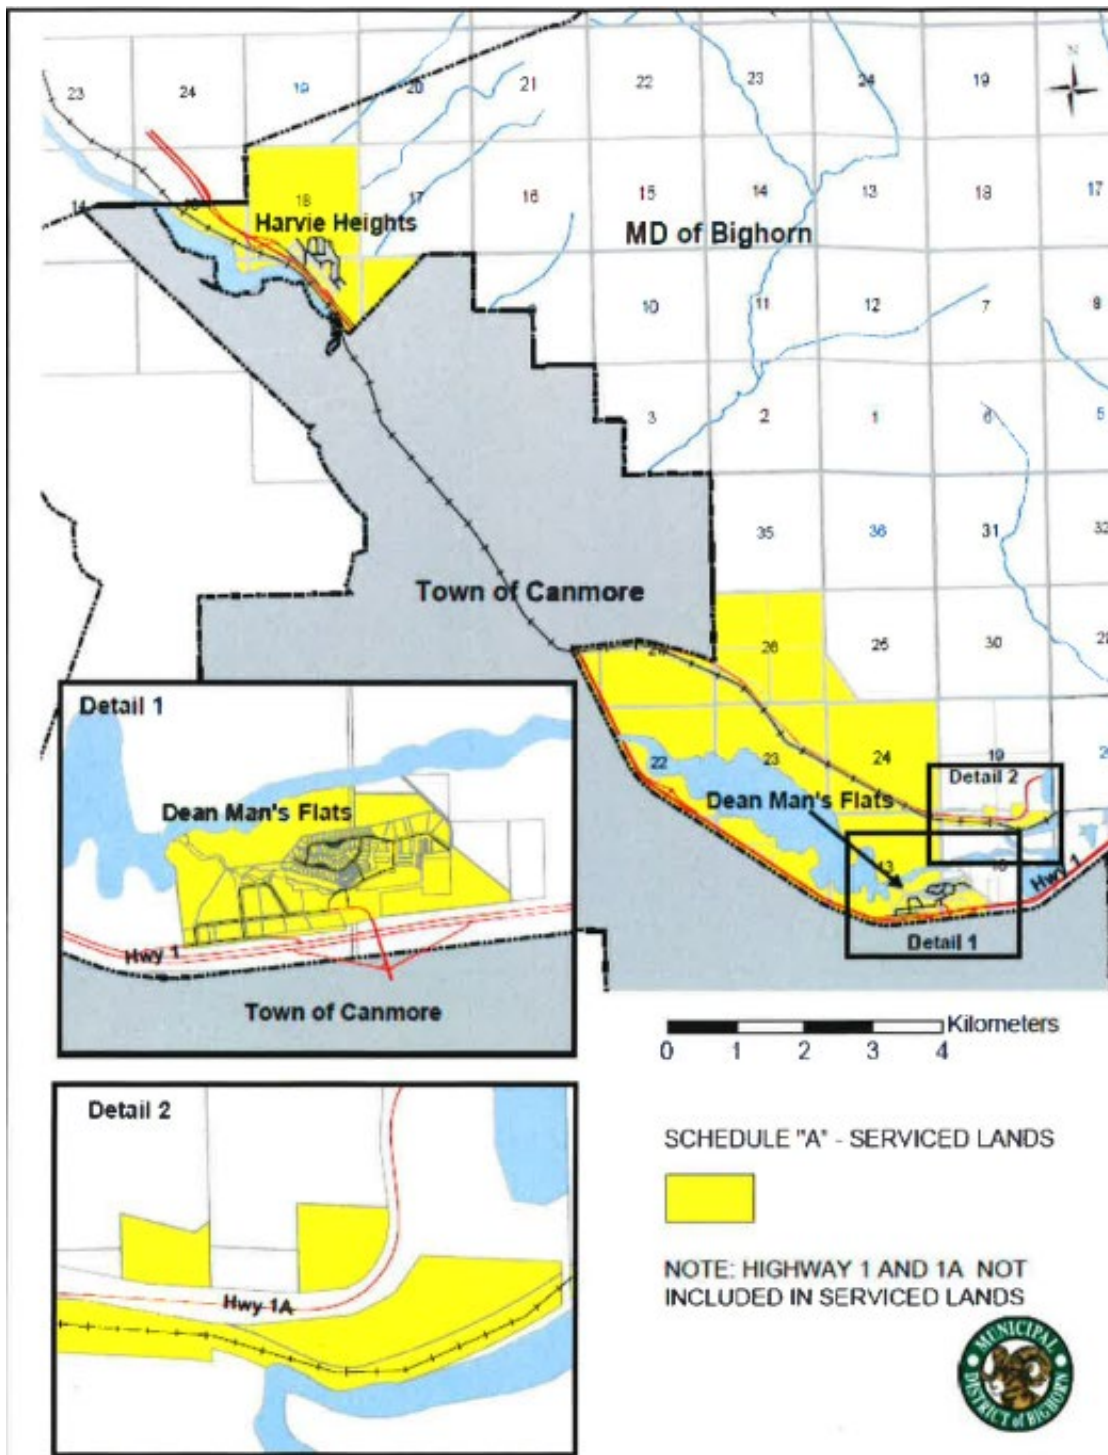 23
24
19
20
21
22
23
24
19
14
18
17
16
15
14
13
18
17
Harvie Heights
MD of Bighorn
10
11
12
7
8
3
2
1
6
5
35
36
31
32
Town of Canmore
26
25
30
29
Detail 1
22
23
24
19
Detail 2
Dean Man's Flats
Dean Man's Flats
13
Hwy 1
Hwy 1
Detail 1
Town of Canmore
Kilometers
0 1 2 3 4
Detail 2
SCHEDULE "A" - SERVICED LANDS
Hwy 1A
NOTE: HIGHWAY 1 AND 1A NOT
INCLUDED IN SERVICED LANDS
MUNICIPAL
DISTRICT of BIGHORN